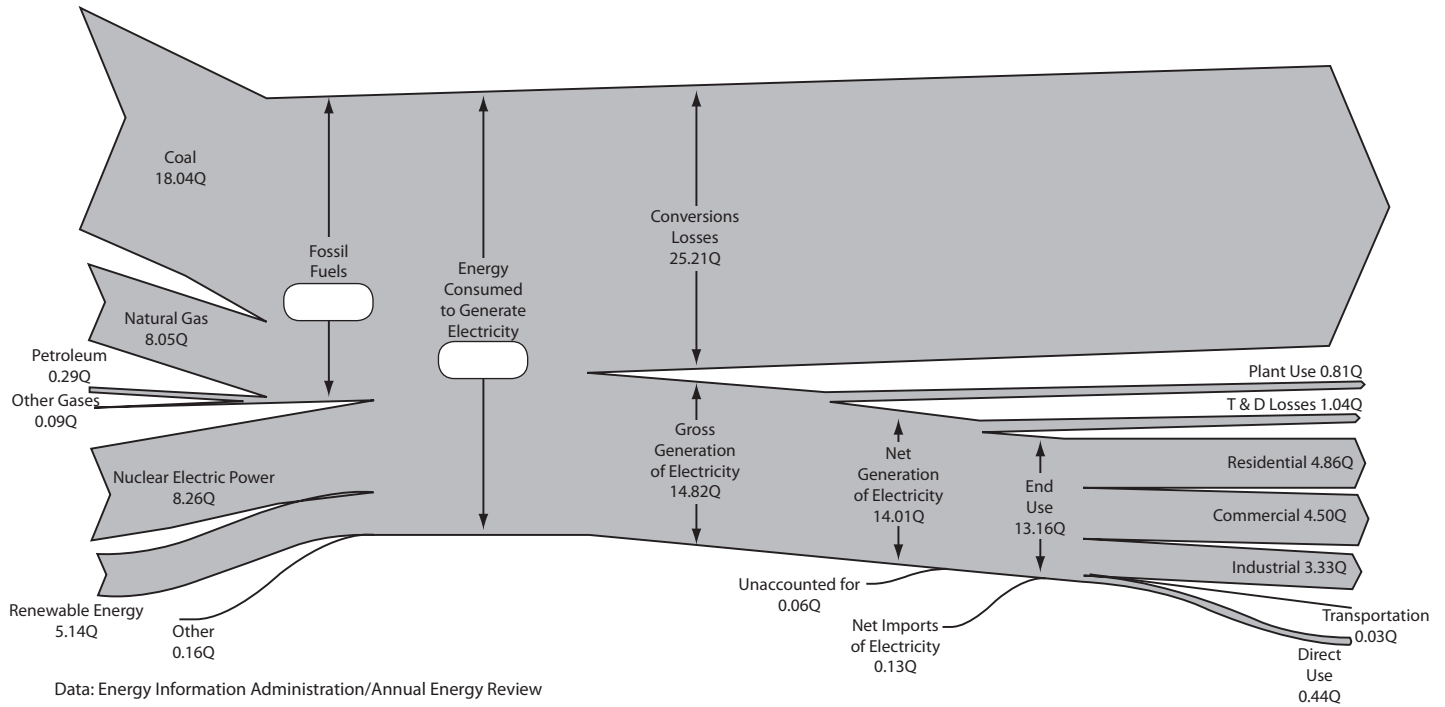 Coal
18.04Q
Natural Gas
8.05Q
Petroleum
0.29Q
Other Gases
0.09Q
Nuclear Electric Power
8.26Q
Renewable Energy
5.14Q
Other
0.16Q
Fossil
Fuels
Energy
Consumed
to Generate
Electricity
Conversions
Losses
25.21Q
Gross
Generation
of Electricity
14.82Q
Net
Generation
of Electricity
14.01Q
End
Use
13.16Q
Unaccounted for
0.06Q
Net Imports
of Electricity
0.13Q
Plant Use 0.81Q
T & D Losses 1.04Q
Residential 4.86Q
Commercial 4.50Q
Industrial 3.33Q
Transportation
0.03Q
Direct
Use
0.44Q
Data: Energy Information Administration/Annual Energy Review